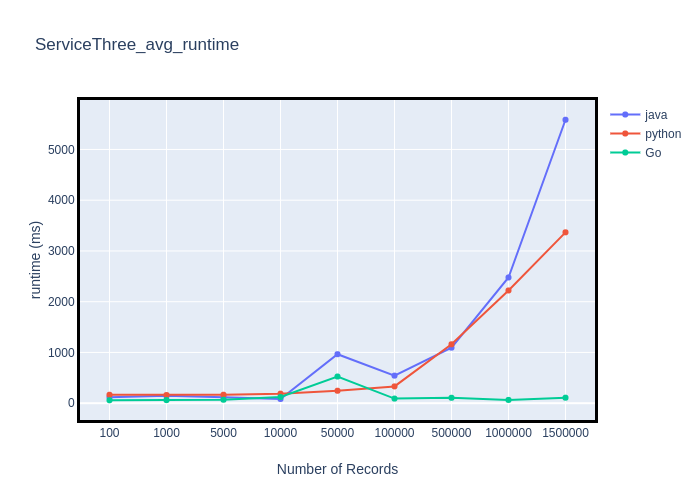 ServiceThree_avg_runtime
java
python
Go
runtime (ms)
5000
4000
3000
2000
1000
0
100 1000 5000 10000 50000 100000 500000 1000000 1500000
Number of Records